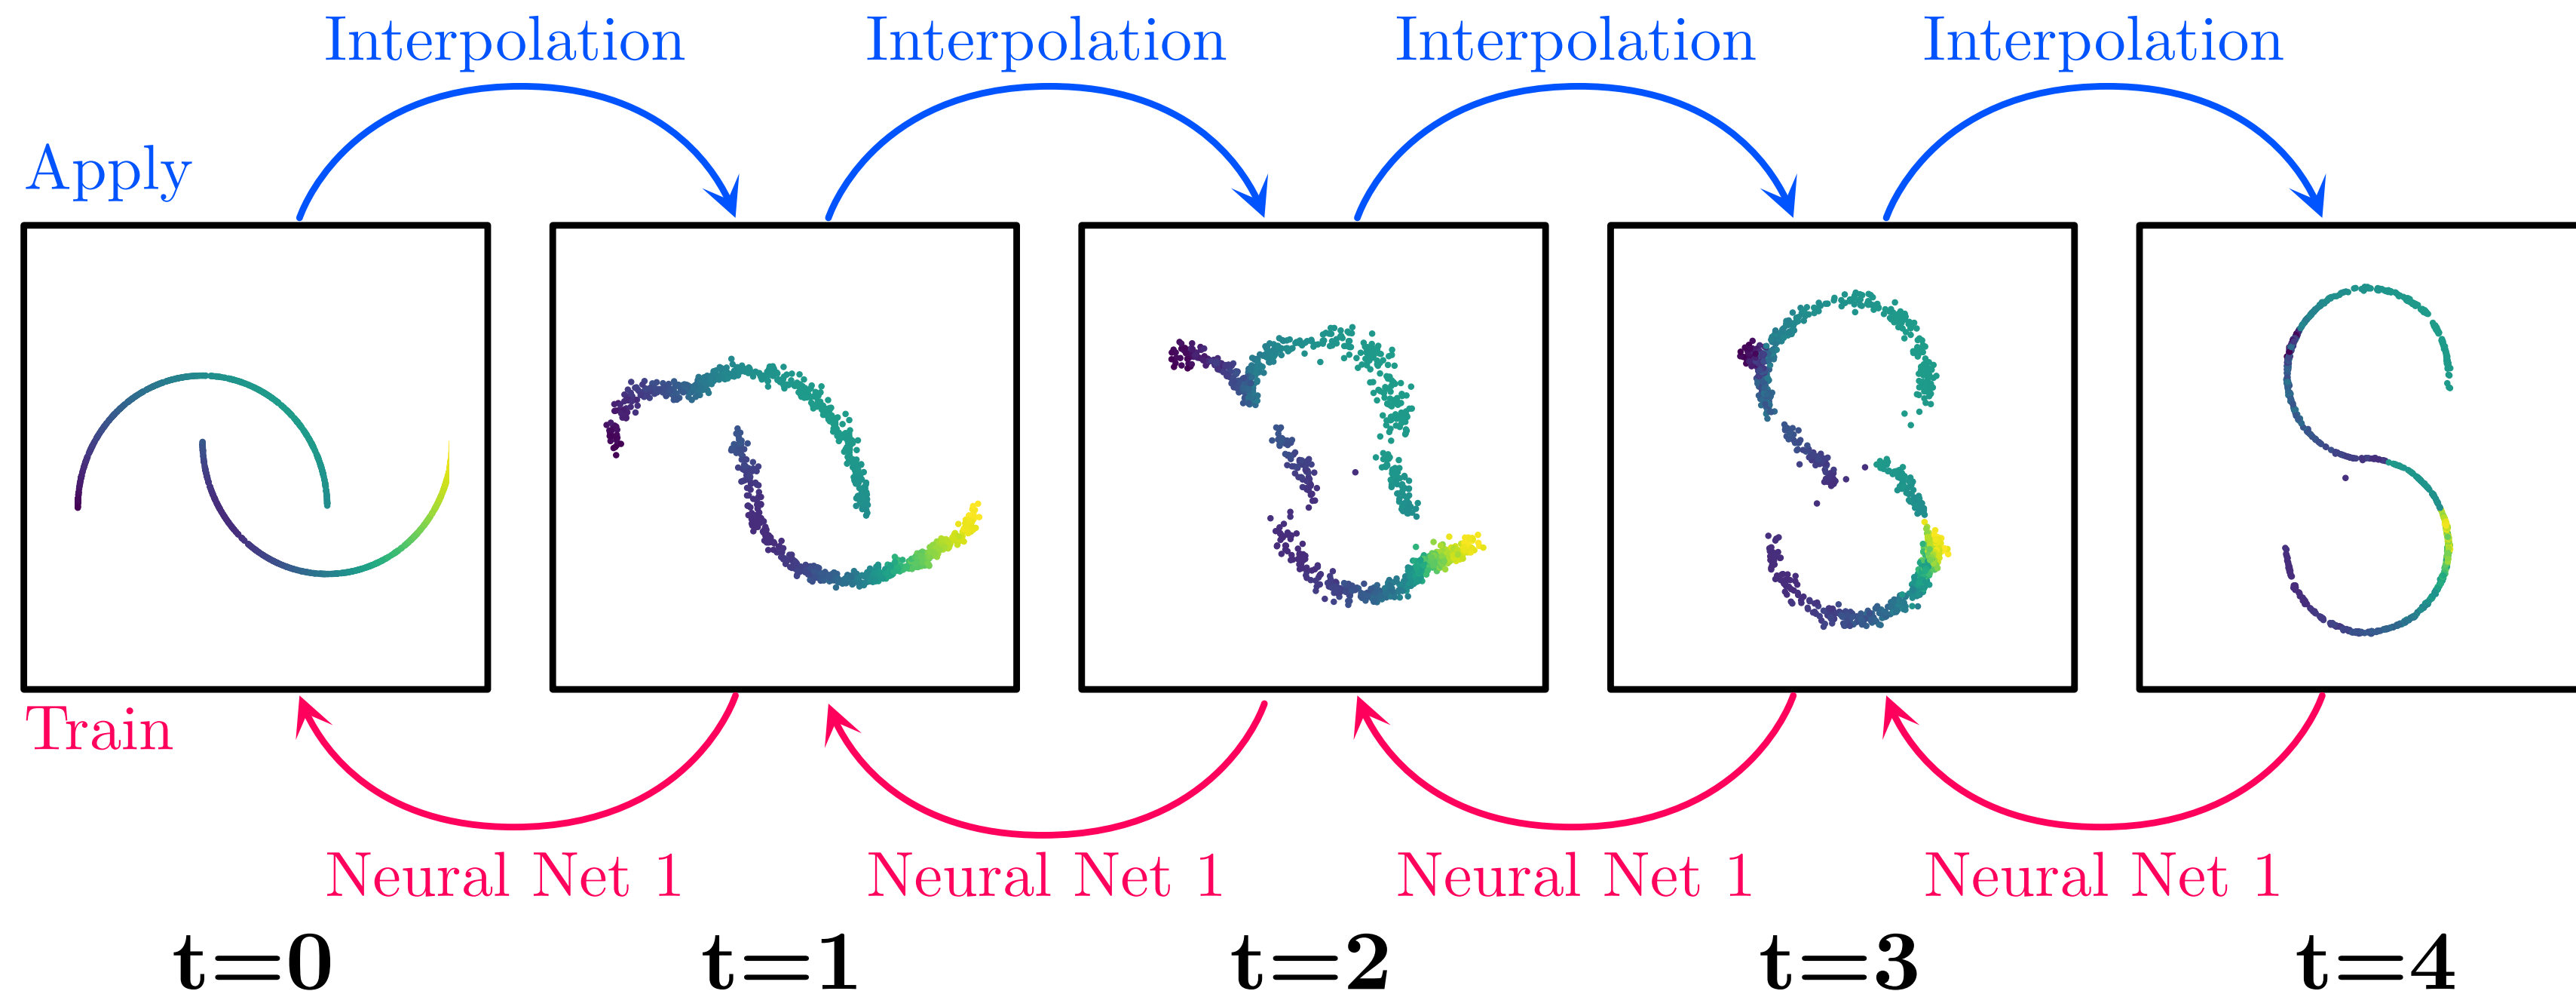 Interpolation Interpolation Interpolation Interpolation
Apply
Train
Neural Net 1 Neural Net 1 Neural Net 1 Neural Net 1
t=0 t=1 t=2 t=3 t=4